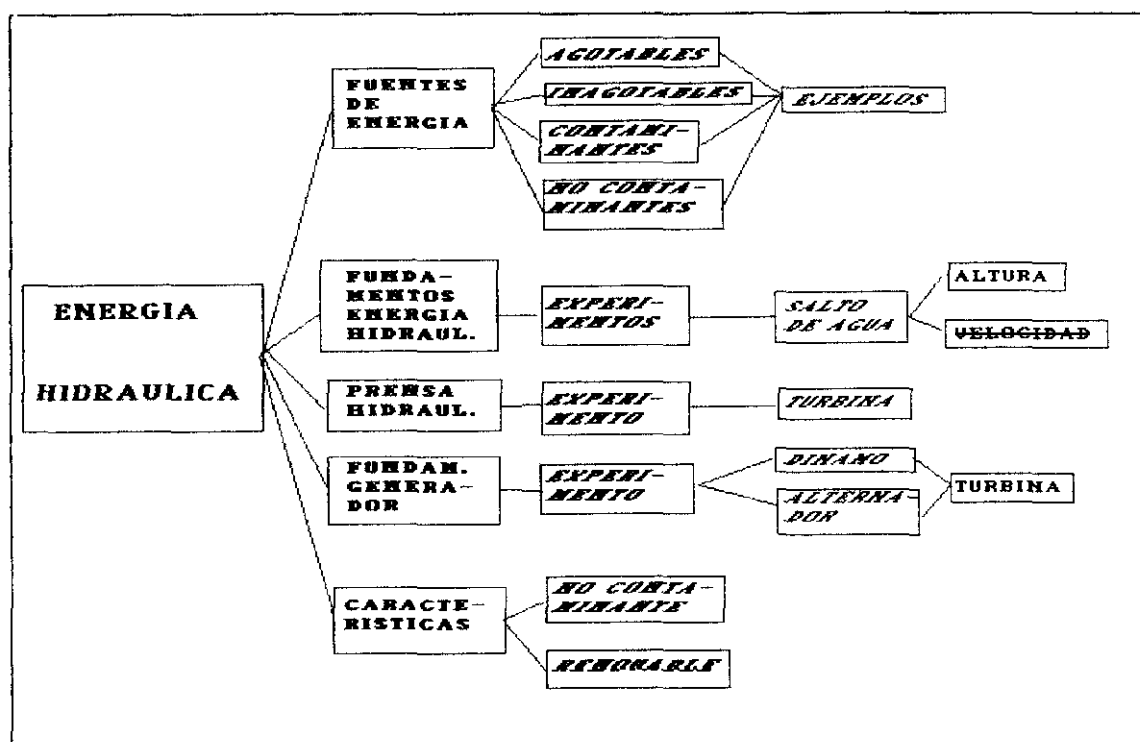 FUENTES
DE
ENERGIA
AGOTABLES
INAGOTABLES
CONTAMI-
NANTES
NO CONTA-
MINANTES
EJEMPLOS
ENERGIA
HIDRAULICA
FUNDA-
MENTOS
ENERGIA
HIDRAUL.
EXPERI-
MENTOS
SALTO
DE AGUA
ALTURA
VELOCIDAD
PRENSA
HIDRAUL.
EXPERI-
MENTO
TURBINA
FUNDAM.
GENERA-
DOR
EXPERI-
MENTO
DINAMO
ALTERNA-
DOR
TURBINA
CARACTE-
RISTICAS
NO CONTA-
MINANTE
RENOVABLE